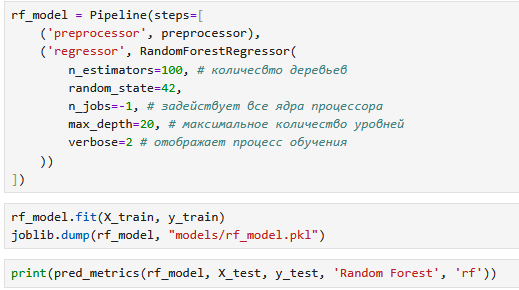 rf_model = Pipeline(steps=[
    ('preprocessor', preprocessor),
    ('regressor', RandomForestRegressor(
        n_estimators=100, # количесвто деревьев
        random_state=42,
        n_jobs=-1, # задействует все ядра процессора
        max_depth=20, # максимальное количество уровней
        verbose=2 # отображает процесс обучения
    ))
])
rf_model.fit(X_train, y_train)
joblib.dump(rf_model, "models/rf_model.pkl")
print(pred_metrics(rf_model, X_test, y_test, 'Random Forest', 'rf'))